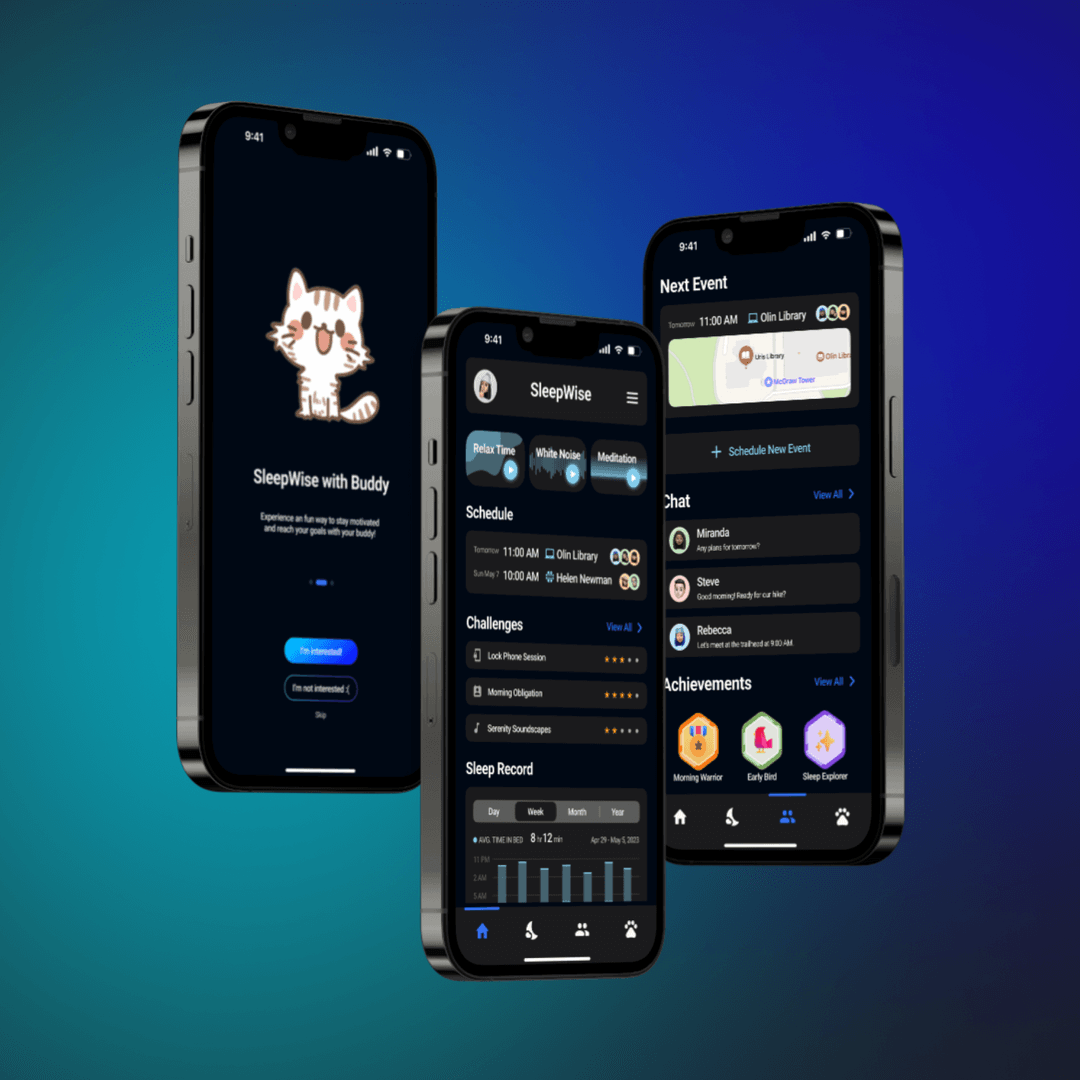 9:41
SleepWise with Buddy
Experience an fun way to stay motivated
and reach your goals with your buddy!
I'm interested!
I'm not interested :(
Skip
9:41
SleepWise
Relax Time
White Noise
Meditation
Schedule
Tomorrow 11:00 AM Olin Library
Sun May 7 10:00 AM Helen Newman
Challenges View All
Lock Phone Session
Morning Obligation
Serenity Soundscapes
Sleep Record
Day Week Month Year
AVG. TIME IN BED 8 hr 12 min Apr 29 - May 5, 2023
11 PM
2 AM
5 AM
9:41
Next Event
Tomorrow 11:00 AM Olin Library
Uris Library Olin Libra
McGraw Tower
+ Schedule New Event
Chat View All
Miranda
Any plans for tomorrow?
Steve
Good morning! Ready for our hike?
Rebecca
Let's meet at the trailhead at 9:00 AM.
Achievements View All
Morning Warrior Early Bird Sleep Explorer